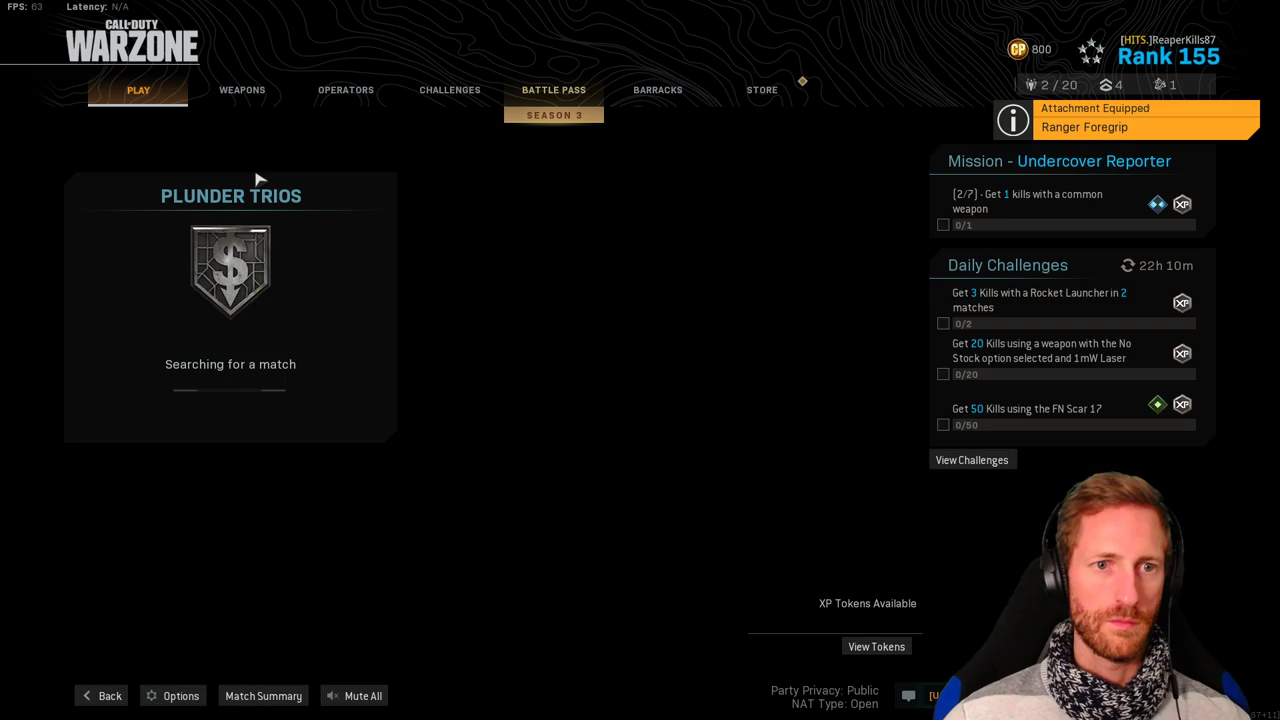 FPS: 63 Latency: N/A
CALL OF DUTY
WARZONE
CP 800
[HITS.]ReaperKills87
Rank 155
2 / 20 4 1
PLAY WEAPONS OPERATORS CHALLENGES BATTLE PASS BARRACKS STORE
SEASON 3
Attachment Equipped
Ranger Foregrip
PLUNDER TRIOS
$
Searching for a match
Mission - Undercover Reporter
(2/7) - Get 1 kills with a common
weapon
XP
0/1
Daily Challenges 22h 10m
Get 3 Kills with a Rocket Launcher in 2
matches
XP
0/2
Get 20 Kills using a weapon with the No
Stock option selected and 1mW Laser
XP
0/20
Get 50 Kills using the FN Scar 17
XP
0/50
View Challenges
XP Tokens Available
View Tokens
Back Options Match Summary Mute All
Party Privacy: Public
NAT Type: Open